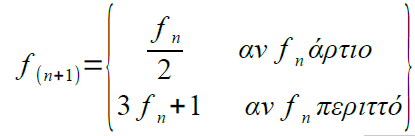 f(n+1)={ fn/2 αν fn άρτιο
3fn+1 αν fn περιττό }